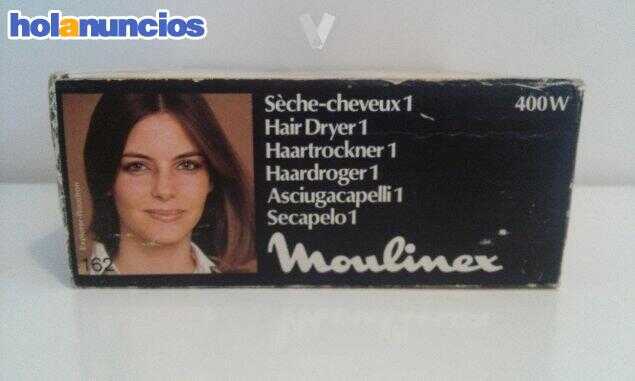 holanuncios
Sèche-cheveux 1
400W
Hair Dryer 1
Haartrockner 1
Haardroger 1
Asciugacapelli 1
Secapelo 1
Moulinex
162